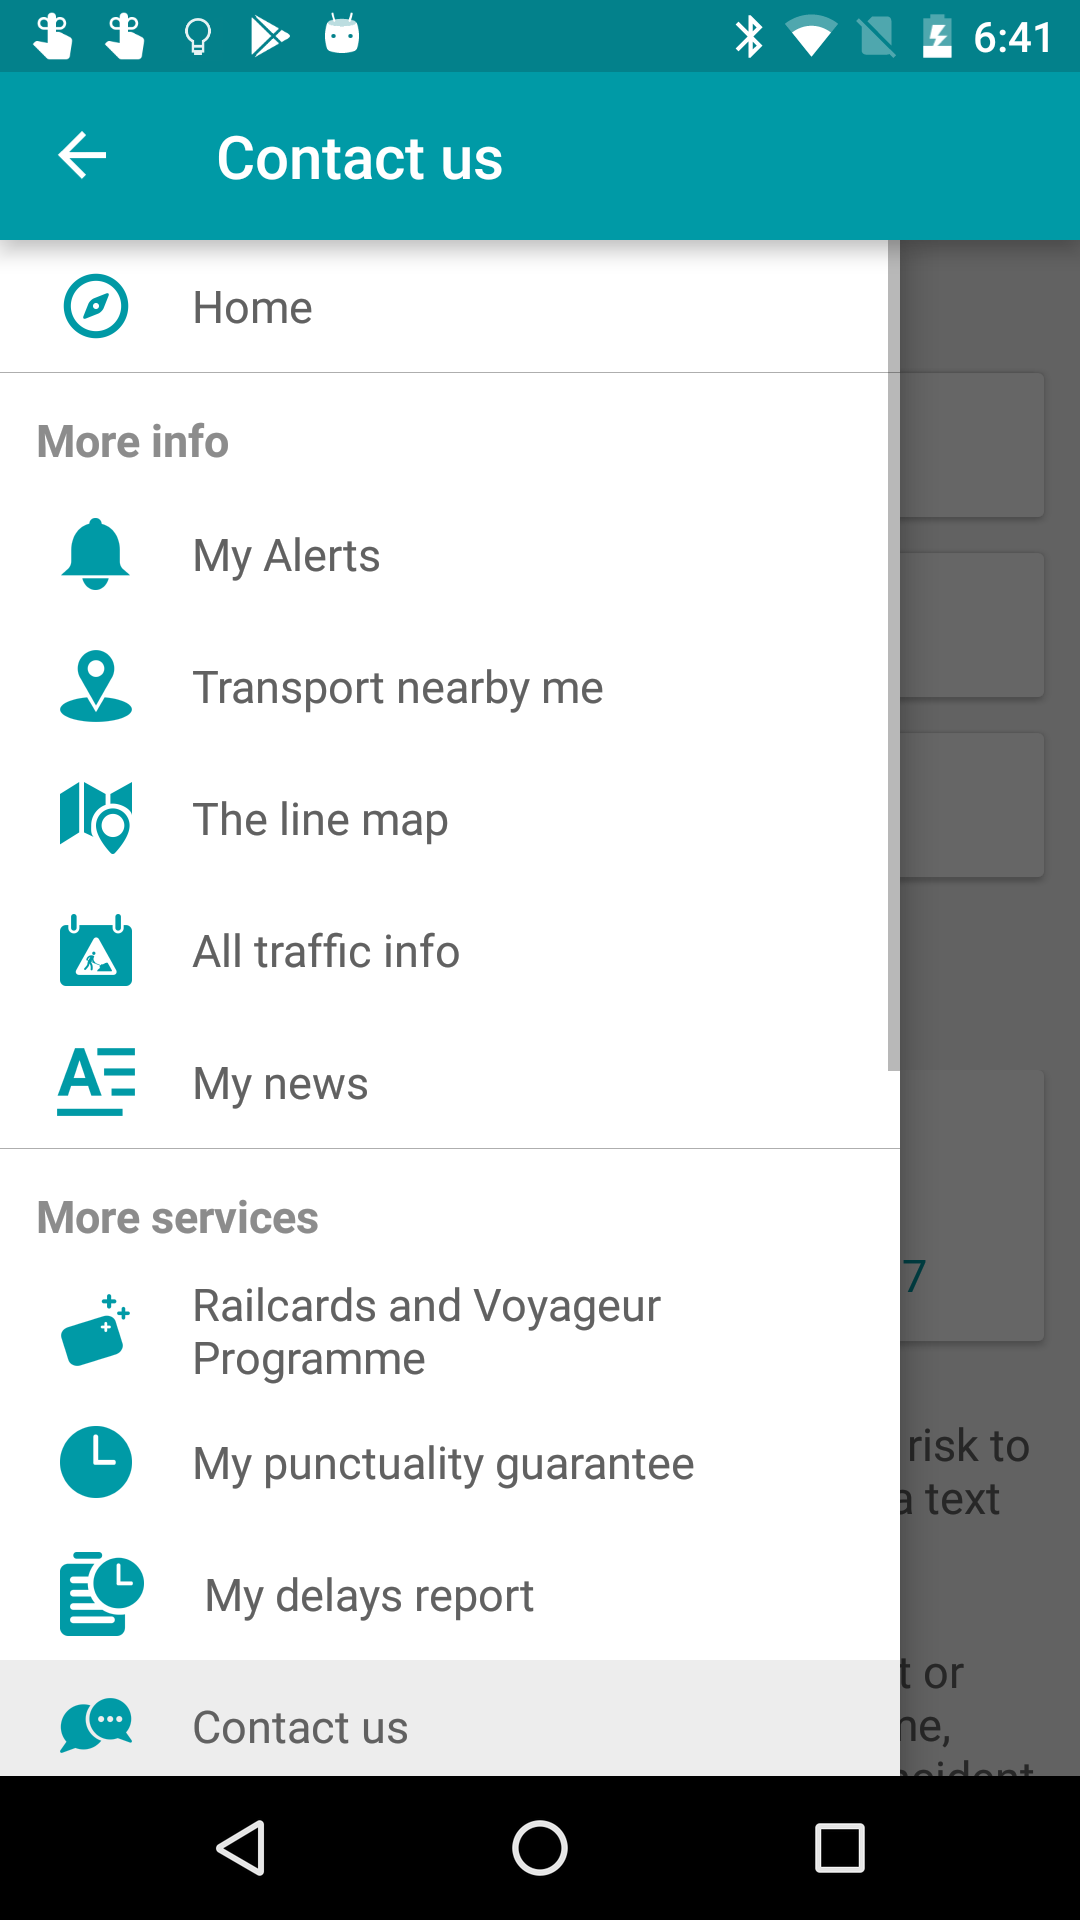 6:41
Contact us
Home
More info
My Alerts
Transport nearby me
The line map
All traffic info
My news
More services
7
Railcards and Voyageur
Programme
risk to
a text
My punctuality guarantee
My delays report
t or
Contact us